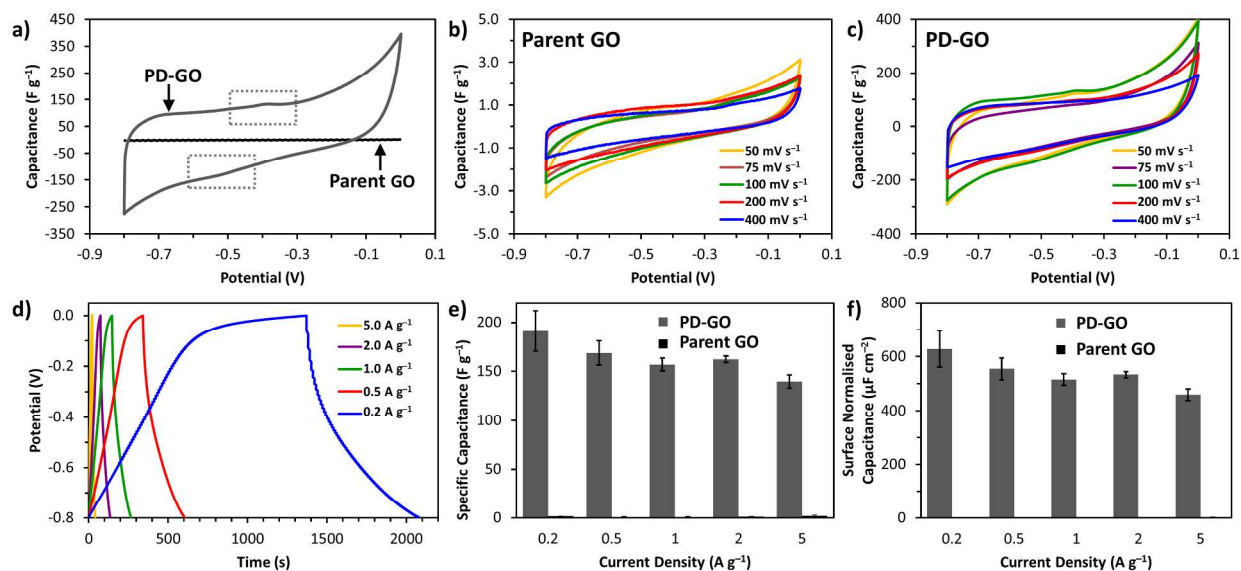 a)
450
350
250
150
50
-50
-150
-250
-350
Capacitance (F g⁻¹)
PD-GO
Parent GO
-0.9 -0.7 -0.5 -0.3 -0.1 0.1
Potential (V)
b)
Parent GO
5.0
3.0
1.0
-1.0
-3.0
-5.0
Capacitance (F g⁻¹)
50 mV s⁻¹
75 mV s⁻¹
100 mV s⁻¹
200 mV s⁻¹
400 mV s⁻¹
-0.9 -0.7 -0.5 -0.3 -0.1 0.1
Potential (V)
c)
PD-GO
400
200
0
-200
-400
Capacitance (F g⁻¹)
50 mV s⁻¹
75 mV s⁻¹
100 mV s⁻¹
200 mV s⁻¹
400 mV s⁻¹
-0.9 -0.7 -0.5 -0.3 -0.1 0.1
Potential (V)
d)
0.0
-0.2
-0.4
-0.6
-0.8
Potential (V)
5.0 A g⁻¹
2.0 A g⁻¹
1.0 A g⁻¹
0.5 A g⁻¹
0.2 A g⁻¹
0 500 1000 1500 2000
Time (s)
e)
200
150
100
50
0
Specific Capacitance (F g⁻¹)
PD-GO
Parent GO
0.2 0.5 1 2 5
Current Density (A g⁻¹)
f)
800
600
400
200
0
Surface Normalised
Capacitance (µF cm⁻²)
PD-GO
Parent GO
0.2 0.5 1 2 5
Current Density (A g⁻¹)